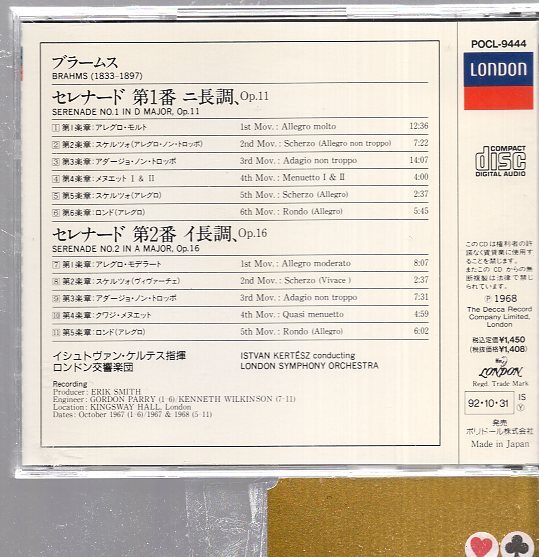 ブラームス
BRAHMS (1833-1897)
セレナード 第1番 ニ長調、Op.11
SERENADE NO.1 IN D MAJOR, Op.11
1 第1楽章：アレグロ・モルト 1st Mov.: Allegro molto 12:36
2 第2楽章：スケルツォ（アレグロ・ノン・トロッポ） 2nd Mov.: Scherzo (Allegro non troppo) 7:22
3 第3楽章：アダージョ・ノン・トロッポ 3rd Mov.: Adagio non troppo 14:07
4 第4楽章：メヌエット I & II 4th Mov.: Menuetto I & II 4:00
5 第5楽章：スケルツォ（アレグロ） 5th Mov.: Scherzo (Allegro) 2:37
6 第6楽章：ロンド（アレグロ） 6th Mov.: Rondo (Allegro) 5:45
セレナード 第2番 イ長調、Op.16
SERENADE NO.2 IN A MAJOR, Op.16
7 第1楽章：アレグロ・モデラート 1st Mov.: Allegro moderato 8:07
8 第2楽章：スケルツォ（ヴィヴァーチェ） 2nd Mov.: Scherzo (Vivace) 2:37
9 第3楽章：アダージョ・ノン・トロッポ 3rd Mov.: Adagio non troppo 7:31
10 第4楽章：クワジ・メヌエット 4th Mov.: Quasi menuetto 4:59
11 第5楽章：ロンド（アレグロ） 5th Mov.: Rondo (Allegro) 6:02
イシュトヴァン・ケルテス指揮 ISTVAN KERTÉSZ conducting
ロンドン交響楽団 LONDON SYMPHONY ORCHESTRA
Recording
Producer: ERIK SMITH
Engineer: GORDON PARRY (1-6)/KENNETH WILKINSON (7-11)
Location: KINGSWAY HALL, London
Dates: October 1967 (1-6)/1967 & 1968 (5-11)
POCL-9444
LONDON
COMPACT
disc
DIGITAL AUDIO
このCDは権利者の許
諾なく賃貸業に使用す
ることを禁じます。
またこのCDからの無
断複製は法律で禁じ
られています。
Ⓟ 1968
The Decca Record
Company Limited,
London
税込定価¥1,450
(税抜価格¥1,408)
LONDON
Regd. Trade Mark
92・10・31 IS Ⓨ
発売
ポリドール株式会社
Made in Japan